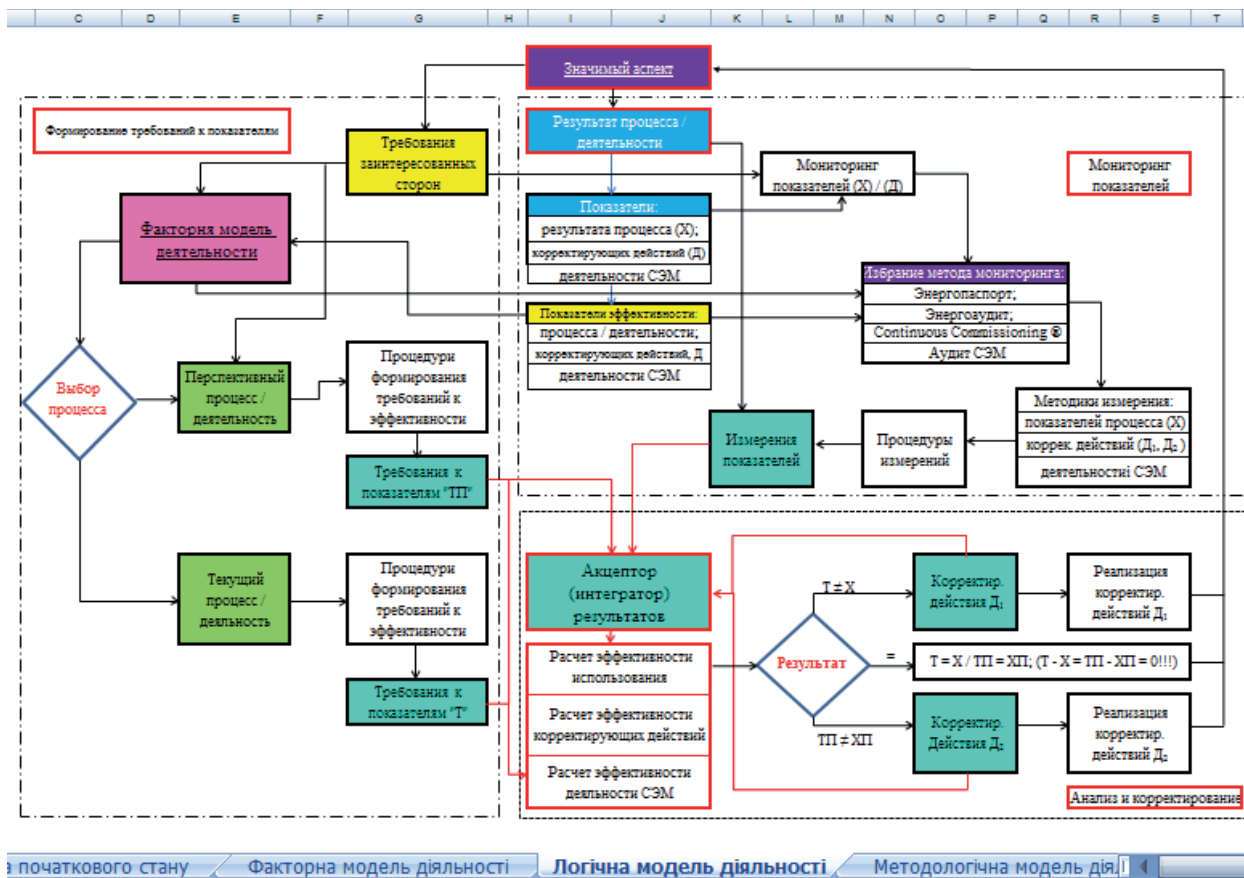 C D E F G H I J K L M N O P Q R S T
Значимый аспект
Формирование требований к показателям
Требования
заинтересованных
сторон
Результат процесса /
деятельности
Мониторинг
показателей (Х) / (Д)
Мониторинг
показателей
Факторня модель
деятельности
Показатели:
результата процесса (Х);
корректирующих действий (Д)
деятельности СЭМ
Избрание метода мониторинга:
Энергопаспорт;
Энергоаудит;
Continuous Commissioning ®
Аудит СЭМ
Показатели эффективности:
процесса / деятельности;
корректирующих действий, Д
деятельности СЭМ
Выбор
процесса
Перспективный
процесс /
деятельность
Процедури
формирования
требований к
эффективности
Методики измерения:
показателей процесса (Х)
коррек. действий (Д₁, Д₂ )
деятельностиі СЭМ
Измерения
показателей
Процедуры
измерений
Требования к
показателям "ТП"
Текущий
процесс /
деяльность
Процедури
формирования
требований к
эффективности
Требования к
показателям "Т"
Акцептор
(интегратор)
результатов
Расчет эффективности
использования
Расчет эффективности
корректирующих действий
Расчет эффективности
деяльности СЭМ
Результат
Т ≠ Х
=
ТП ≠ ХП
Корректир.
действия Д₁
Реализация
корректир.
действий Д₁
Т = Х / ТП = ХП; (Т - Х = ТП - ХП = 0!!!)
Корректир.
Действия Д₂
Реализация
корректир.
действий Д₂
Анализ и корректирование
а початкового стану Факторна модель діяльності Логічна модель діяльності Методологічна модель дія